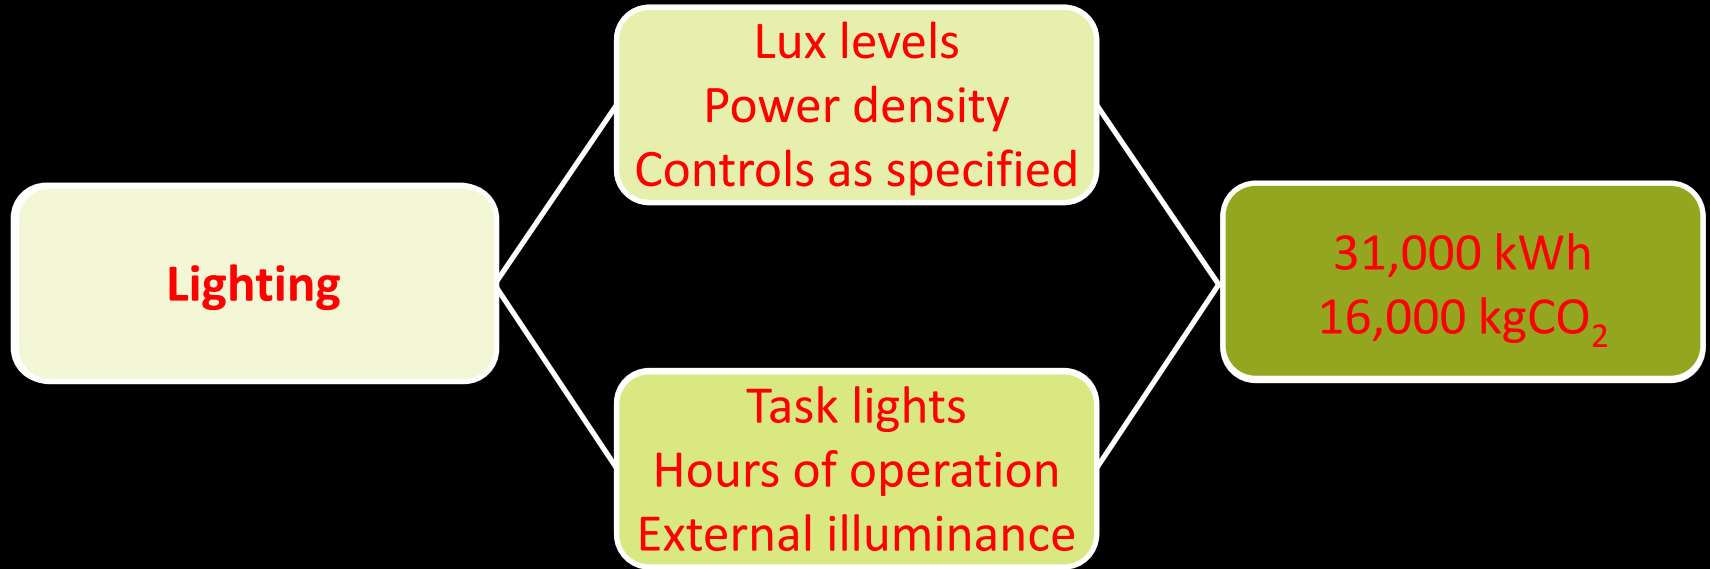 Lighting
Lux levels
Power density
Controls as specified
Task lights
Hours of operation
External illuminance
31,000 kWh
16,000 kgCO₂